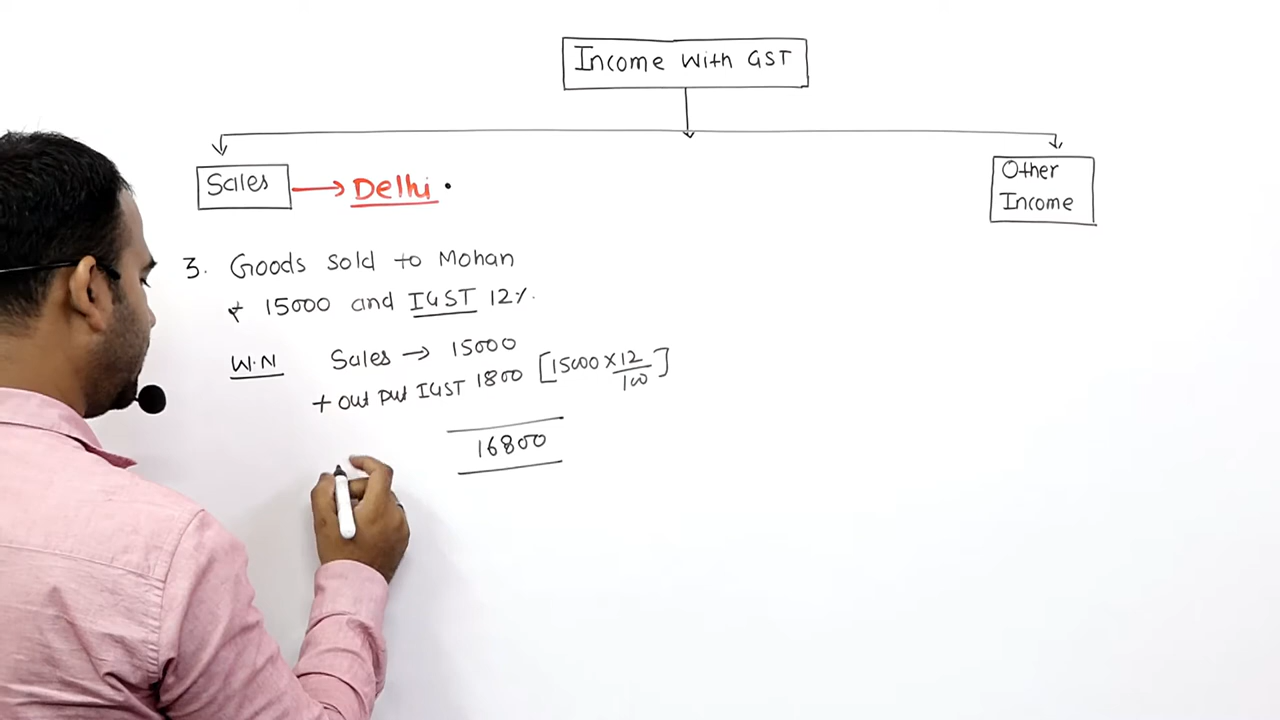 Income With GST
Sales → Delhi .
Other
Income
3. Goods sold to Mohan
₹ 15000 and IGST 12%.
W.N Sales → 15000
+ out put IGST 1800 [15000 × 12/100]
16800